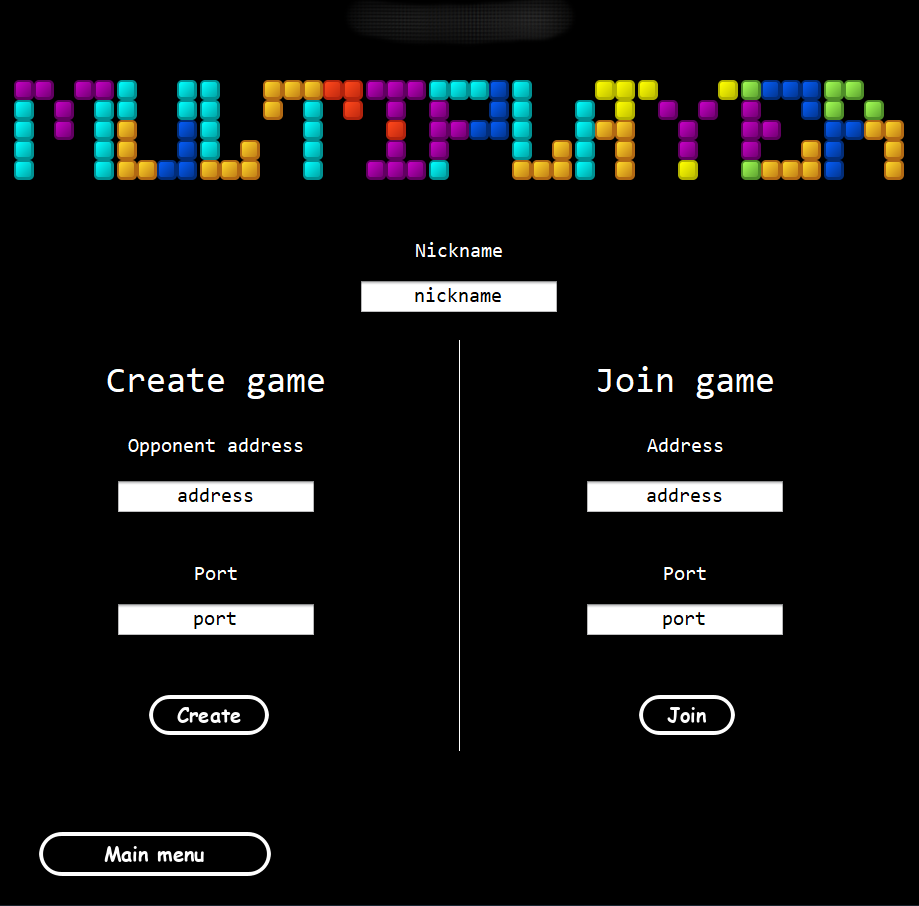 MULTIPLAYER
Nickname
nickname
Create game
Opponent address
address
Port
port
Create
Join game
Address
address
Port
port
Join
Main menu